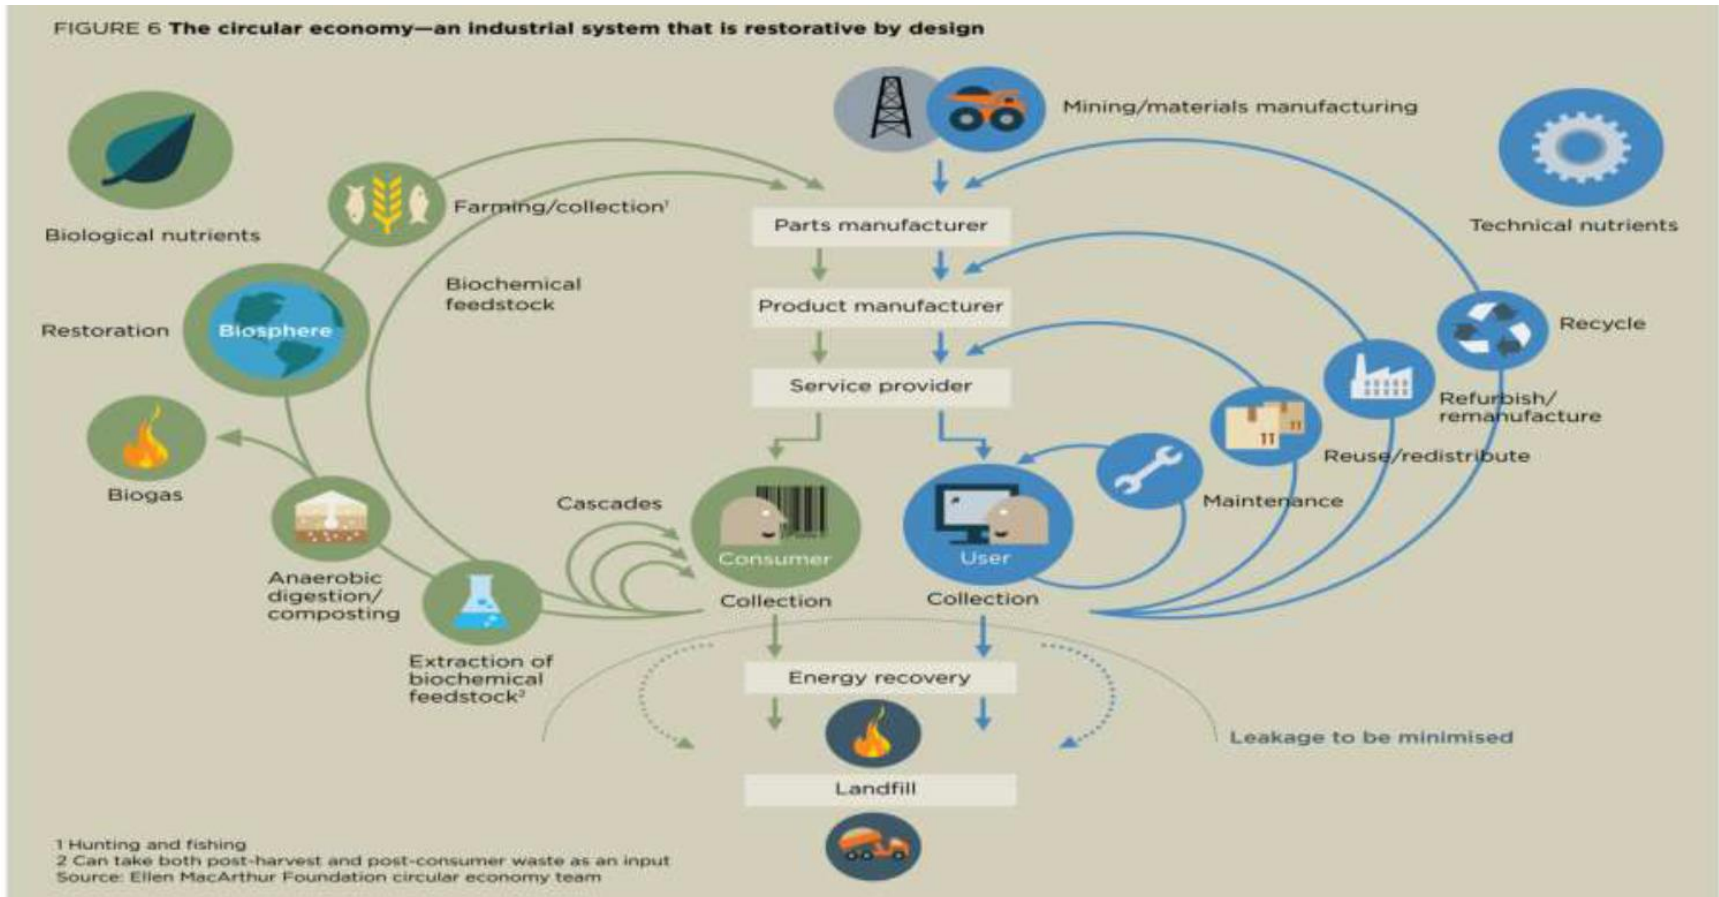 FIGURE 6 The circular economy—an industrial system that is restorative by design
Mining/materials manufacturing
Biological nutrients
Farming/collection¹
Technical nutrients
Parts manufacturer
Biochemical
feedstock
Product manufacturer
Restoration
Biosphere
Recycle
Service provider
Refurbish/
remanufacture
Reuse/redistribute
Biogas
Cascades
Maintenance
Consumer
User
Anaerobic
digestion/
composting
Collection
Collection
Extraction of
biochemical
feedstock²
Energy recovery
Leakage to be minimised
Landfill
1 Hunting and fishing
2 Can take both post-harvest and post-consumer waste as an input
Source: Ellen MacArthur Foundation circular economy team